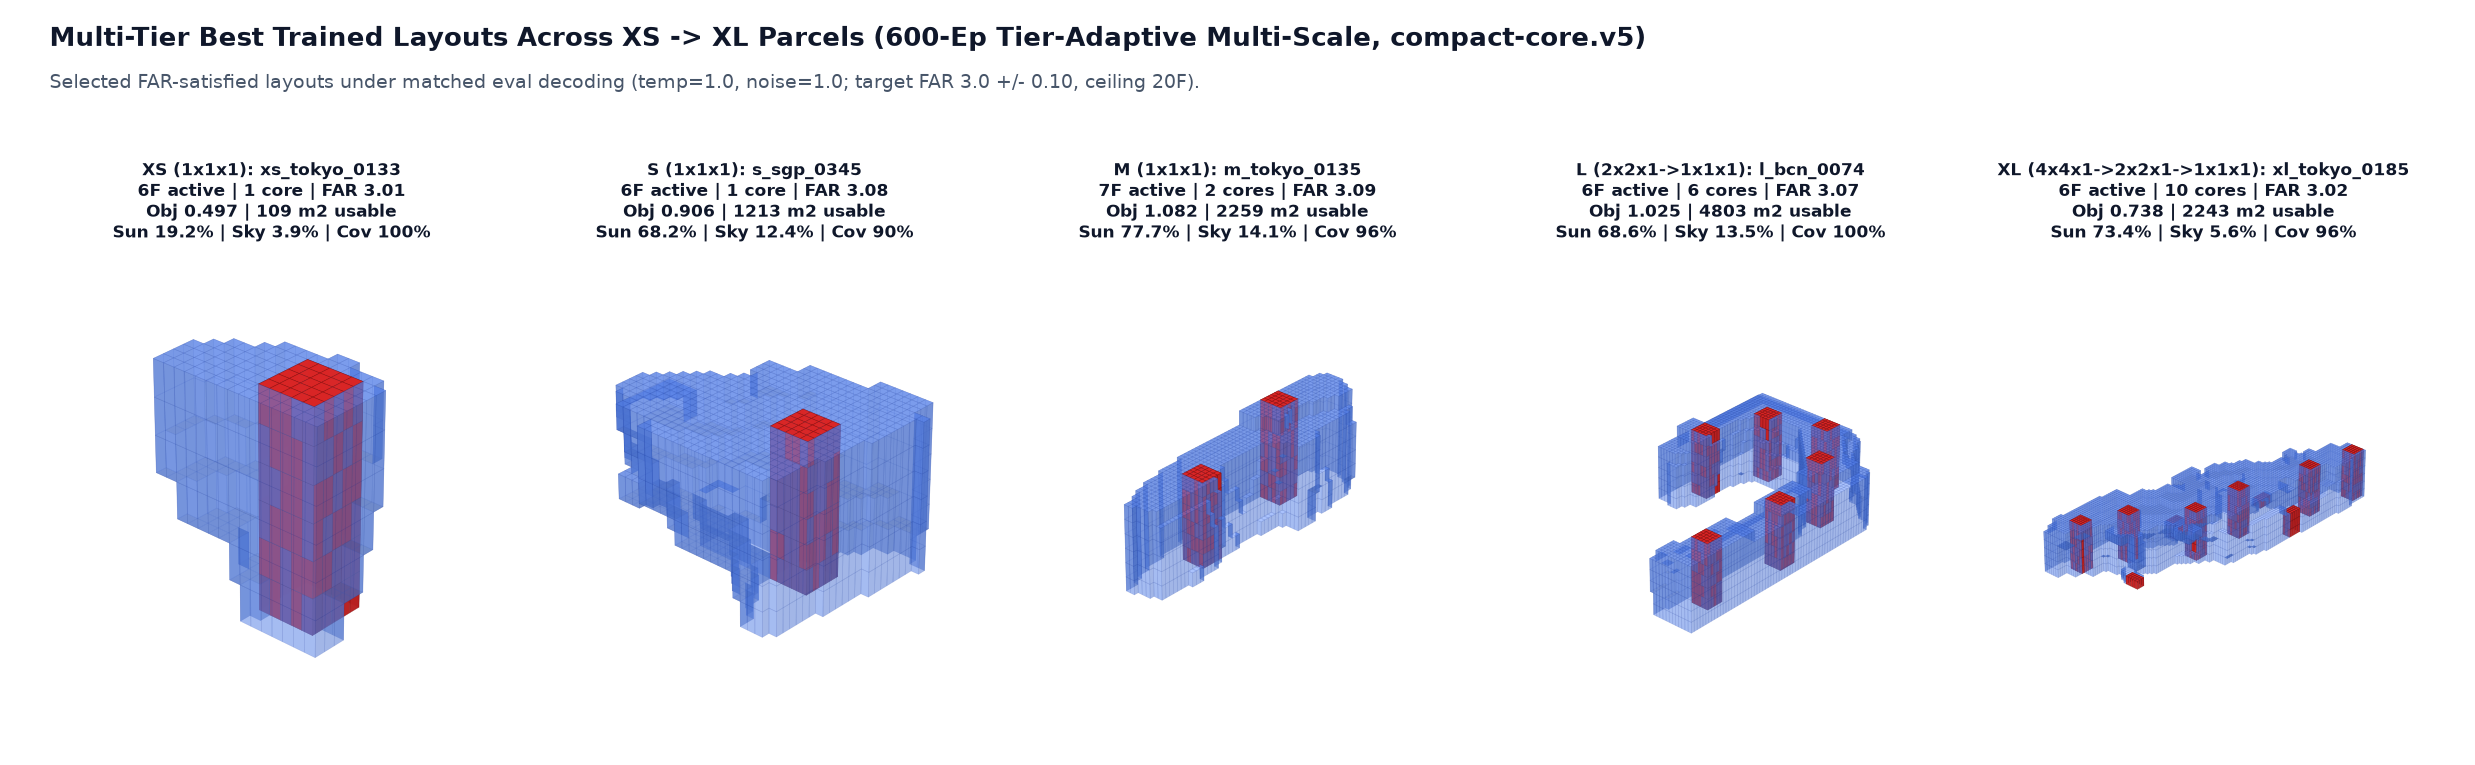 Multi-Tier Best Trained Layouts Across XS -> XL Parcels (600-Ep Tier-Adaptive Multi-Scale, compact-core.v5)
Selected FAR-satisfied layouts under matched eval decoding (temp=1.0, noise=1.0; target FAR 3.0 +/- 0.10, ceiling 20F).
XS (1x1x1): xs_tokyo_0133
6F active | 1 core | FAR 3.01
Obj 0.497 | 109 m2 usable
Sun 19.2% | Sky 3.9% | Cov 100%
S (1x1x1): s_sgp_0345
6F active | 1 core | FAR 3.08
Obj 0.906 | 1213 m2 usable
Sun 68.2% | Sky 12.4% | Cov 90%
M (1x1x1): m_tokyo_0135
7F active | 2 cores | FAR 3.09
Obj 1.082 | 2259 m2 usable
Sun 77.7% | Sky 14.1% | Cov 96%
L (2x2x1->1x1x1): l_bcn_0074
6F active | 6 cores | FAR 3.07
Obj 1.025 | 4803 m2 usable
Sun 68.6% | Sky 13.5% | Cov 100%
XL (4x4x1->2x2x1->1x1x1): xl_tokyo_0185
6F active | 10 cores | FAR 3.02
Obj 0.738 | 2243 m2 usable
Sun 73.4% | Sky 5.6% | Cov 96%